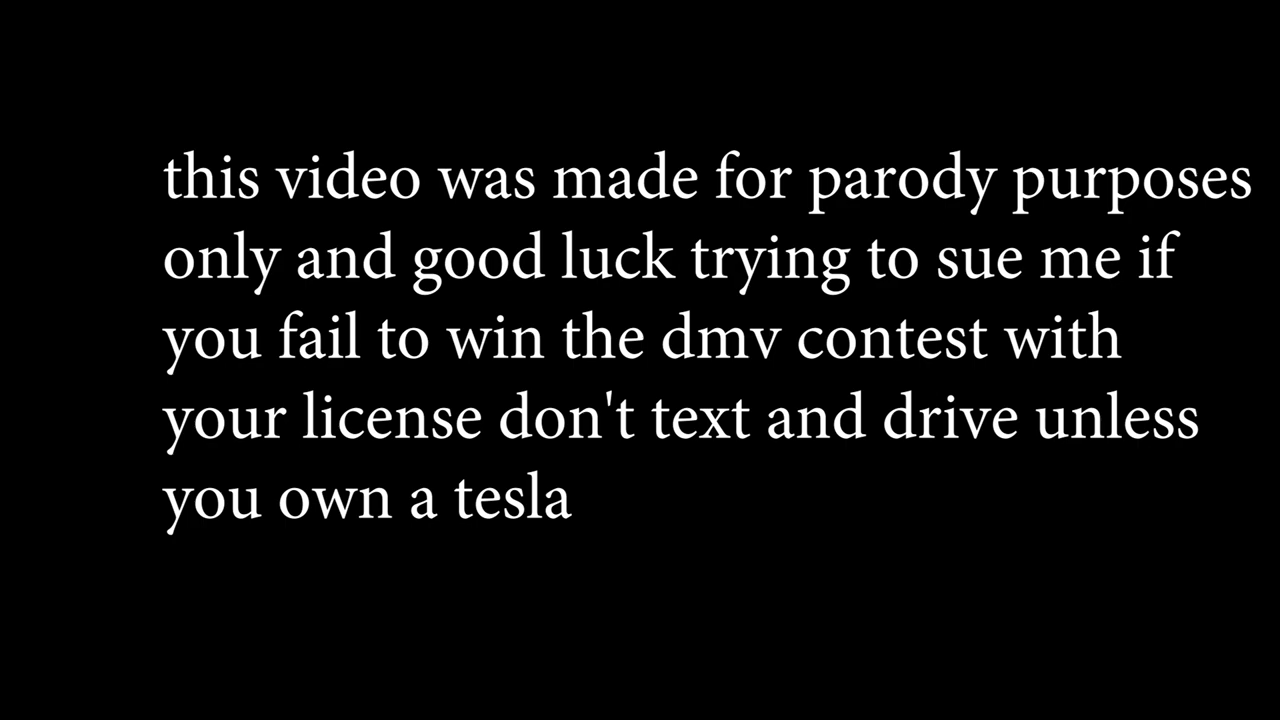 this video was made for parody purposes
only and good luck trying to sue me if
you fail to win the dmv contest with
your license don't text and drive unless
you own a tesla